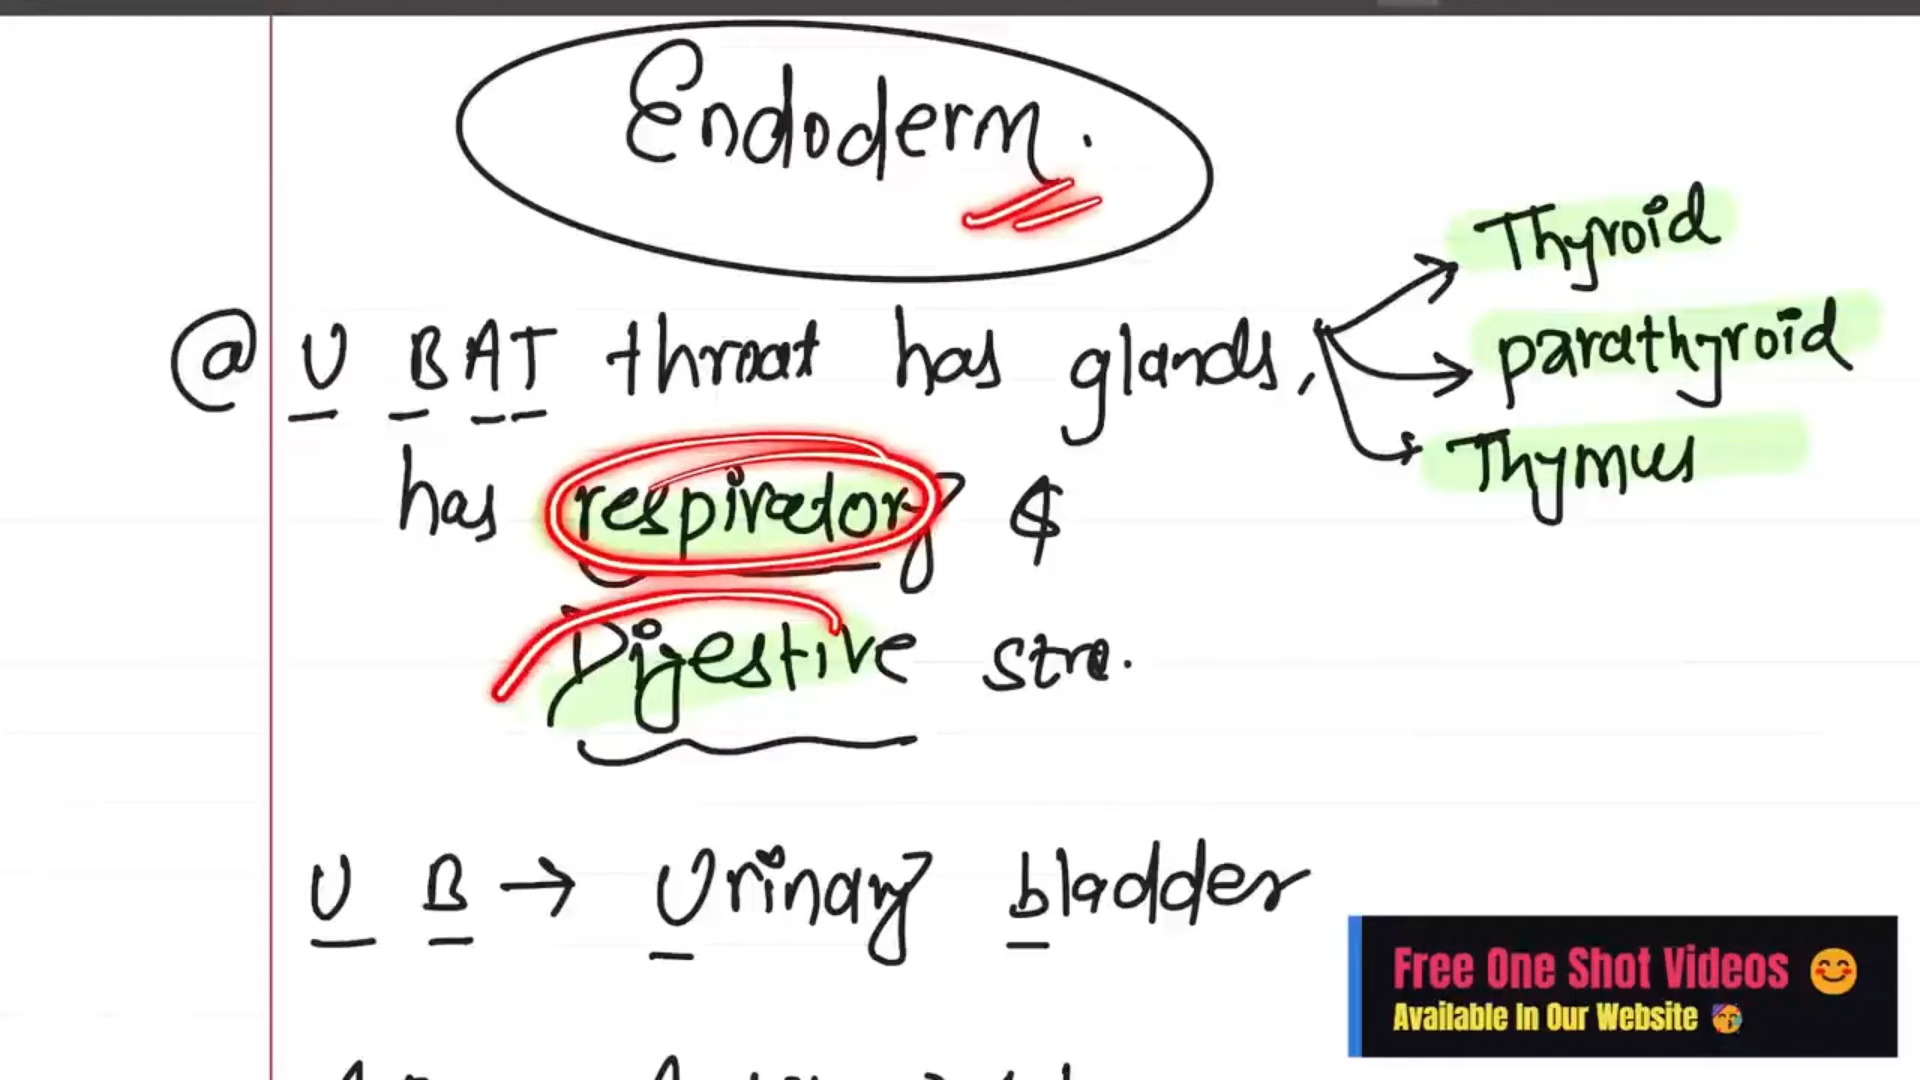 Endoderm.
@ U BAT throat has glands,
Thyroid
parathyroid
Thymus
has respiratory &
Digestive stru.
U B → Urinary bladder
Free One Shot Videos 😊
Available In Our Website 🥳